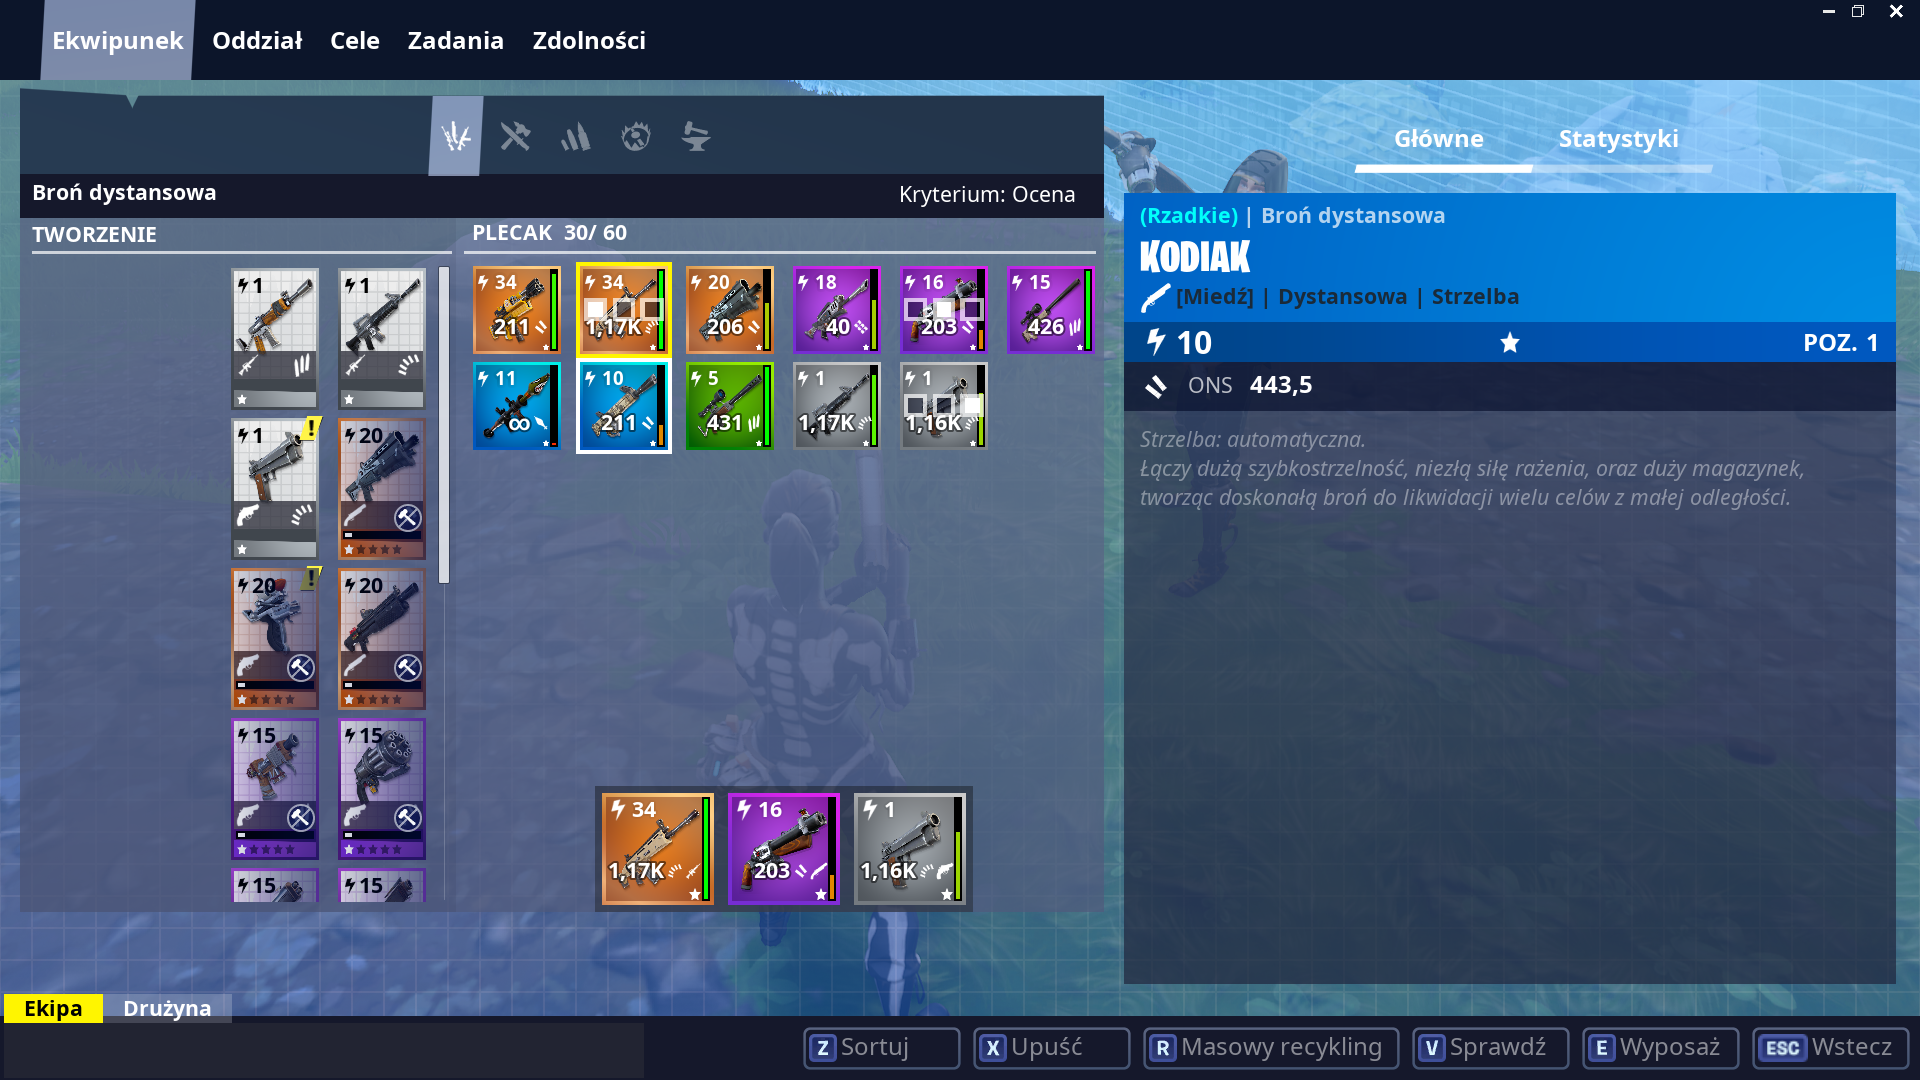 Ekwipunek Oddział Cele Zadania Zdolności
Broń dystansowa
Kryterium: Ocena
TWORZENIE
PLECAK 30/ 60
1 1
1 20
20 20
15 15
15 15
34 34 20 18 16 15
211 1,17K 206 40 203 426
11 10 5 1 1
∞ 211 431 1,17K 1,16K
34 16 1
1,17K 203 1,16K
Główne Statystyki
(Rzadkie) | Broń dystansowa
KODIAK
[Miedź] | Dystansowa | Strzelba
10 POZ. 1
ONS 443,5
Strzelba: automatyczna.
Łączy dużą szybkostrzelność, niezłą siłę rażenia, oraz duży magazynek,
tworząc doskonałą broń do likwidacji wielu celów z małej odległości.
Ekipa Drużyna
Z Sortuj X Upuść R Masowy recykling V Sprawdź E Wyposaż ESC Wstecz